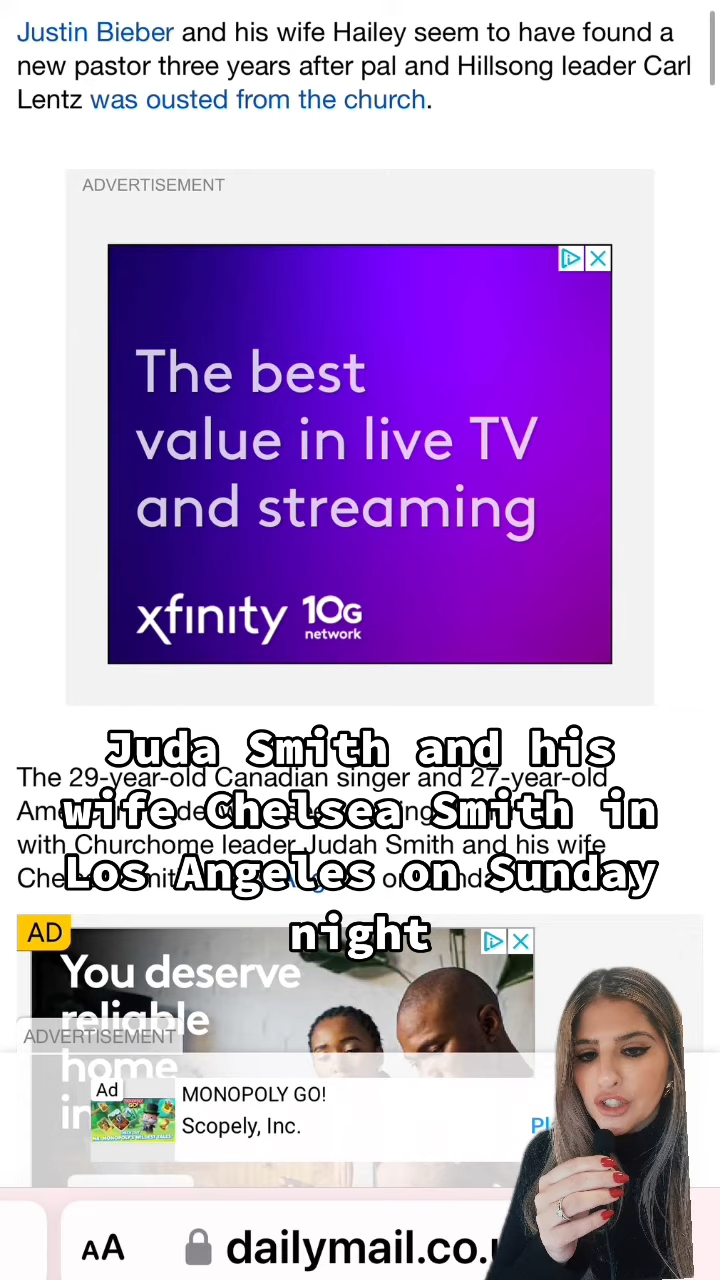 Justin Bieber and his wife Hailey seem to have found a
new pastor three years after pal and Hillsong leader Carl
Lentz was ousted from the church.
ADVERTISEMENT
The best
value in live TV
and streaming
xfinity 10G
network
Juda Smith and his
wife Chelsea Smith in
Los Angeles on Sunday
night
The 29-year-old Canadian singer and 27-year-old
with Churchome leader Judah Smith and his wife
AD
You deserve
reliable
home
ADVERTISEMENT
Ad
MONOPOLY GO!
Scopely, Inc.
AA dailymail.co.